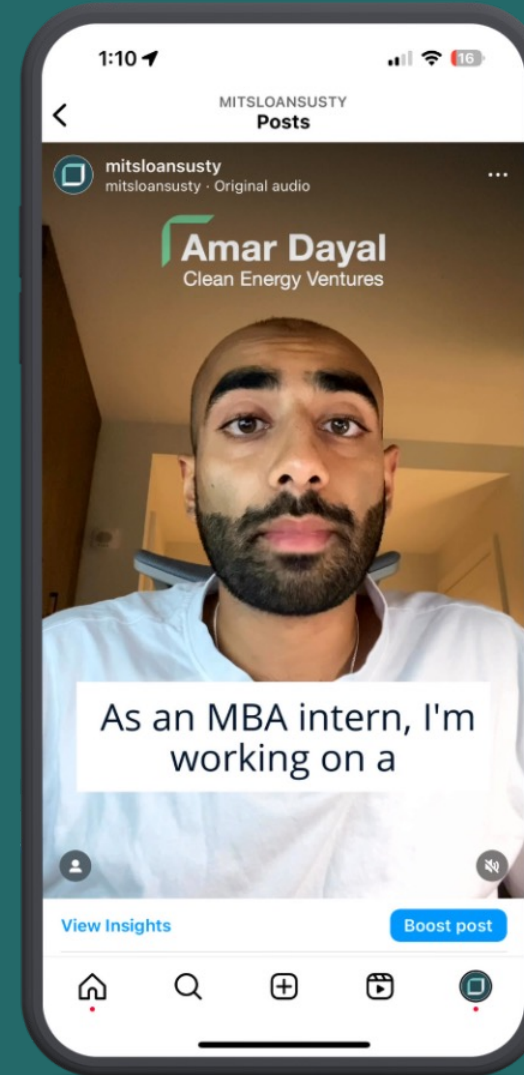 1:10
16
MITSLOANSUSTY
Posts
mitsloansusty
mitsloansusty · Original audio
Amar Dayal
Clean Energy Ventures
As an MBA intern, I'm
working on a
View Insights
Boost post